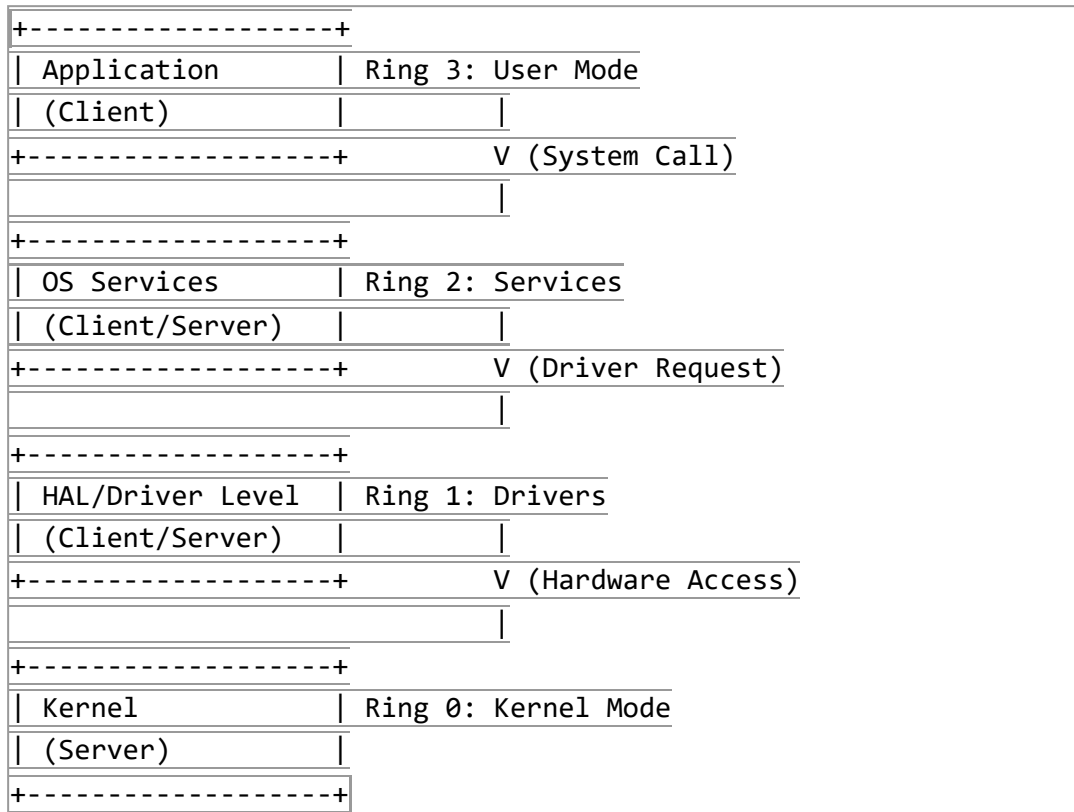 +-------------------+
| Application       | Ring 3: User Mode
| (Client)          |         |
+-------------------+         V (System Call)
                              |
+-------------------+
| OS Services       | Ring 2: Services
| (Client/Server)   |         |
+-------------------+         V (Driver Request)
                              |
+-------------------+
| HAL/Driver Level  | Ring 1: Drivers
| (Client/Server)   |         |
+-------------------+         V (Hardware Access)
                              |
+-------------------+
| Kernel            | Ring 0: Kernel Mode
| (Server)          |
+-------------------+